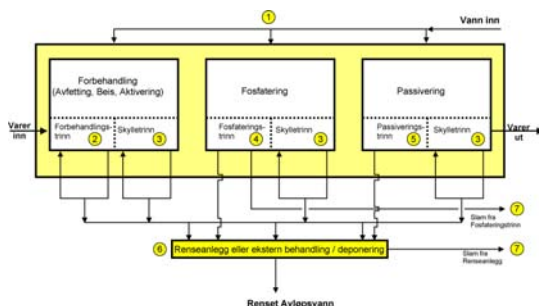 1
Vann inn
Forbehandling
(Avfetting, Beis, Aktivering)
Fosfatering
Passivering
Varer
inn
Forbehandlings-
trinn
2
Skylletrinn
3
Fosfaterings-
trinn
4
Skylletrinn
3
Passiverings-
trinn
5
Skylletrinn
3
Varer
ut
7
Slam fra
Fosfateringstrinn
6
Renseanlegg eller ekstern behandling / deponering
7
Slam fra
Renseanlegg
Renset Avløpsvann